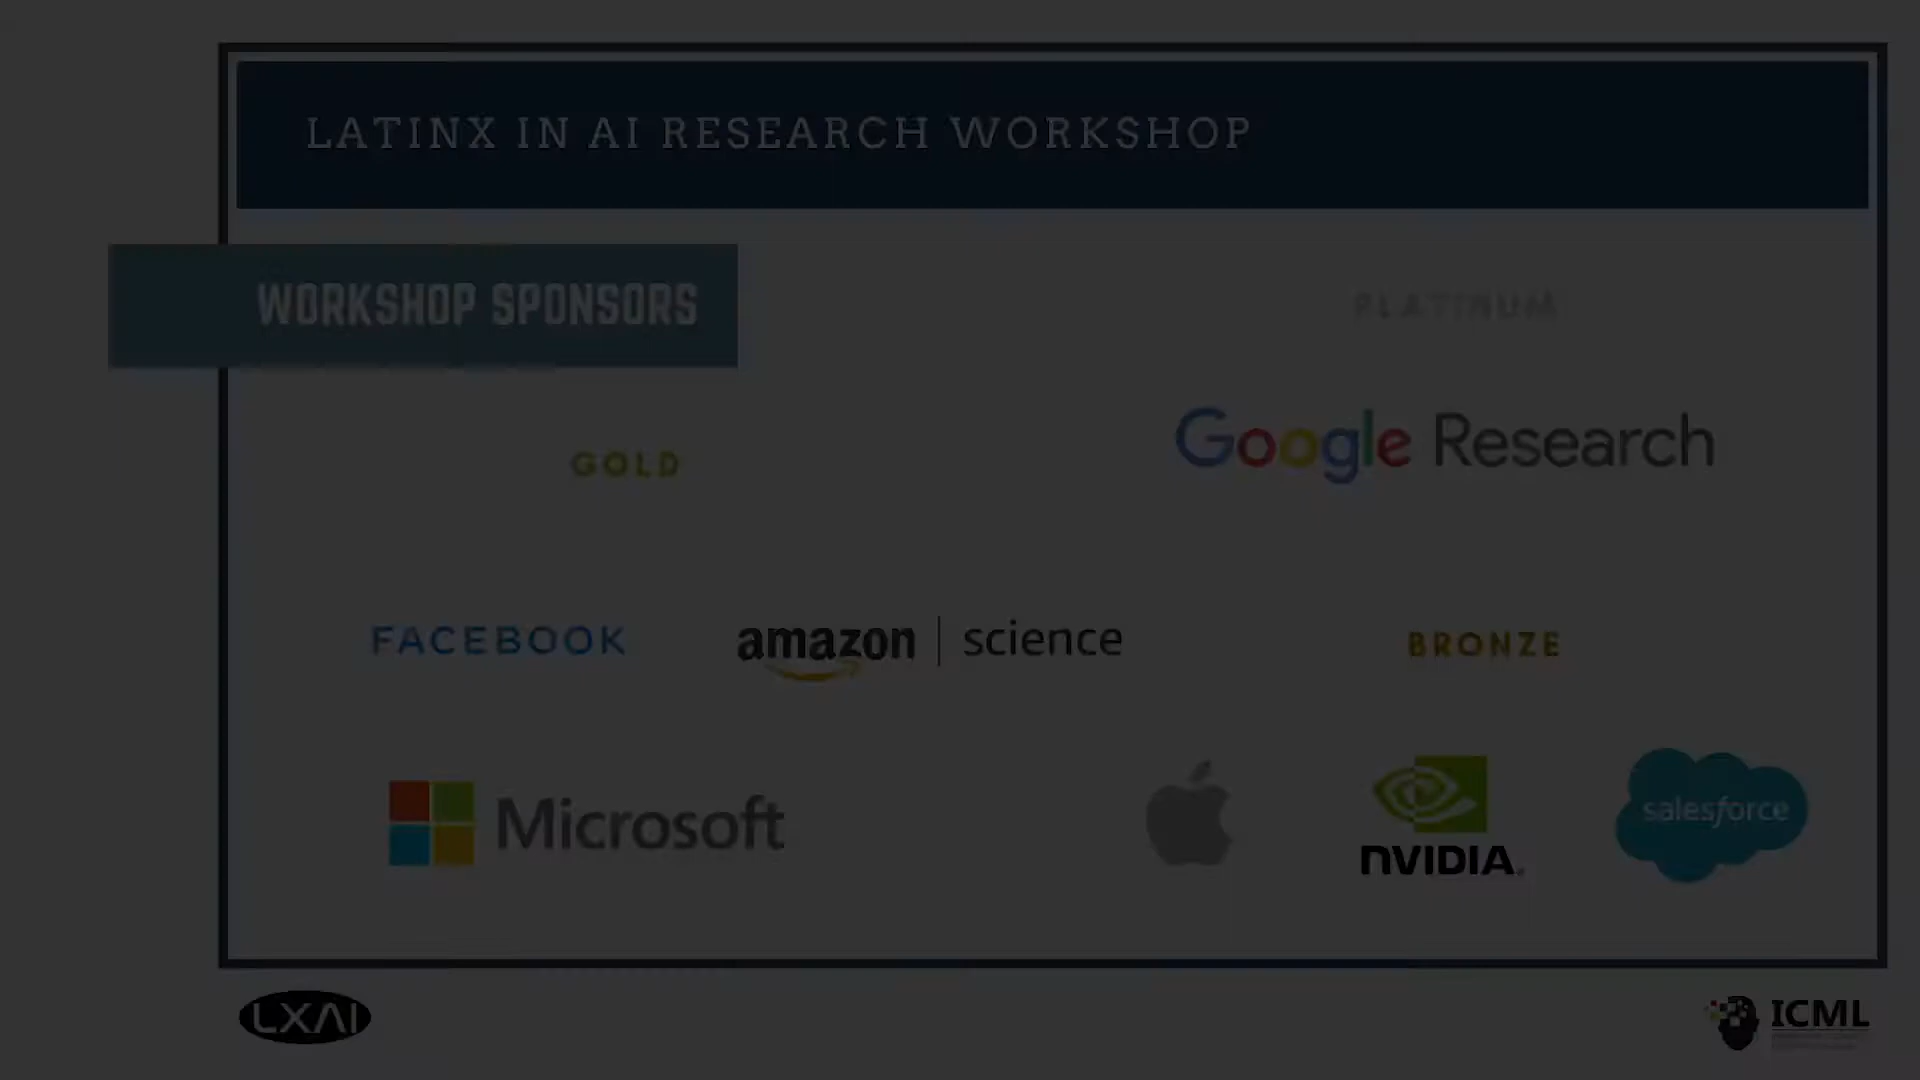 LATINX IN AI RESEARCH WORKSHOP
WORKSHOP SPONSORS
PLATINUM
Google Research
GOLD
FACEBOOK
amazon | science
BRONZE
Microsoft
nVIDIA.
salesforce
LXAI
ICML